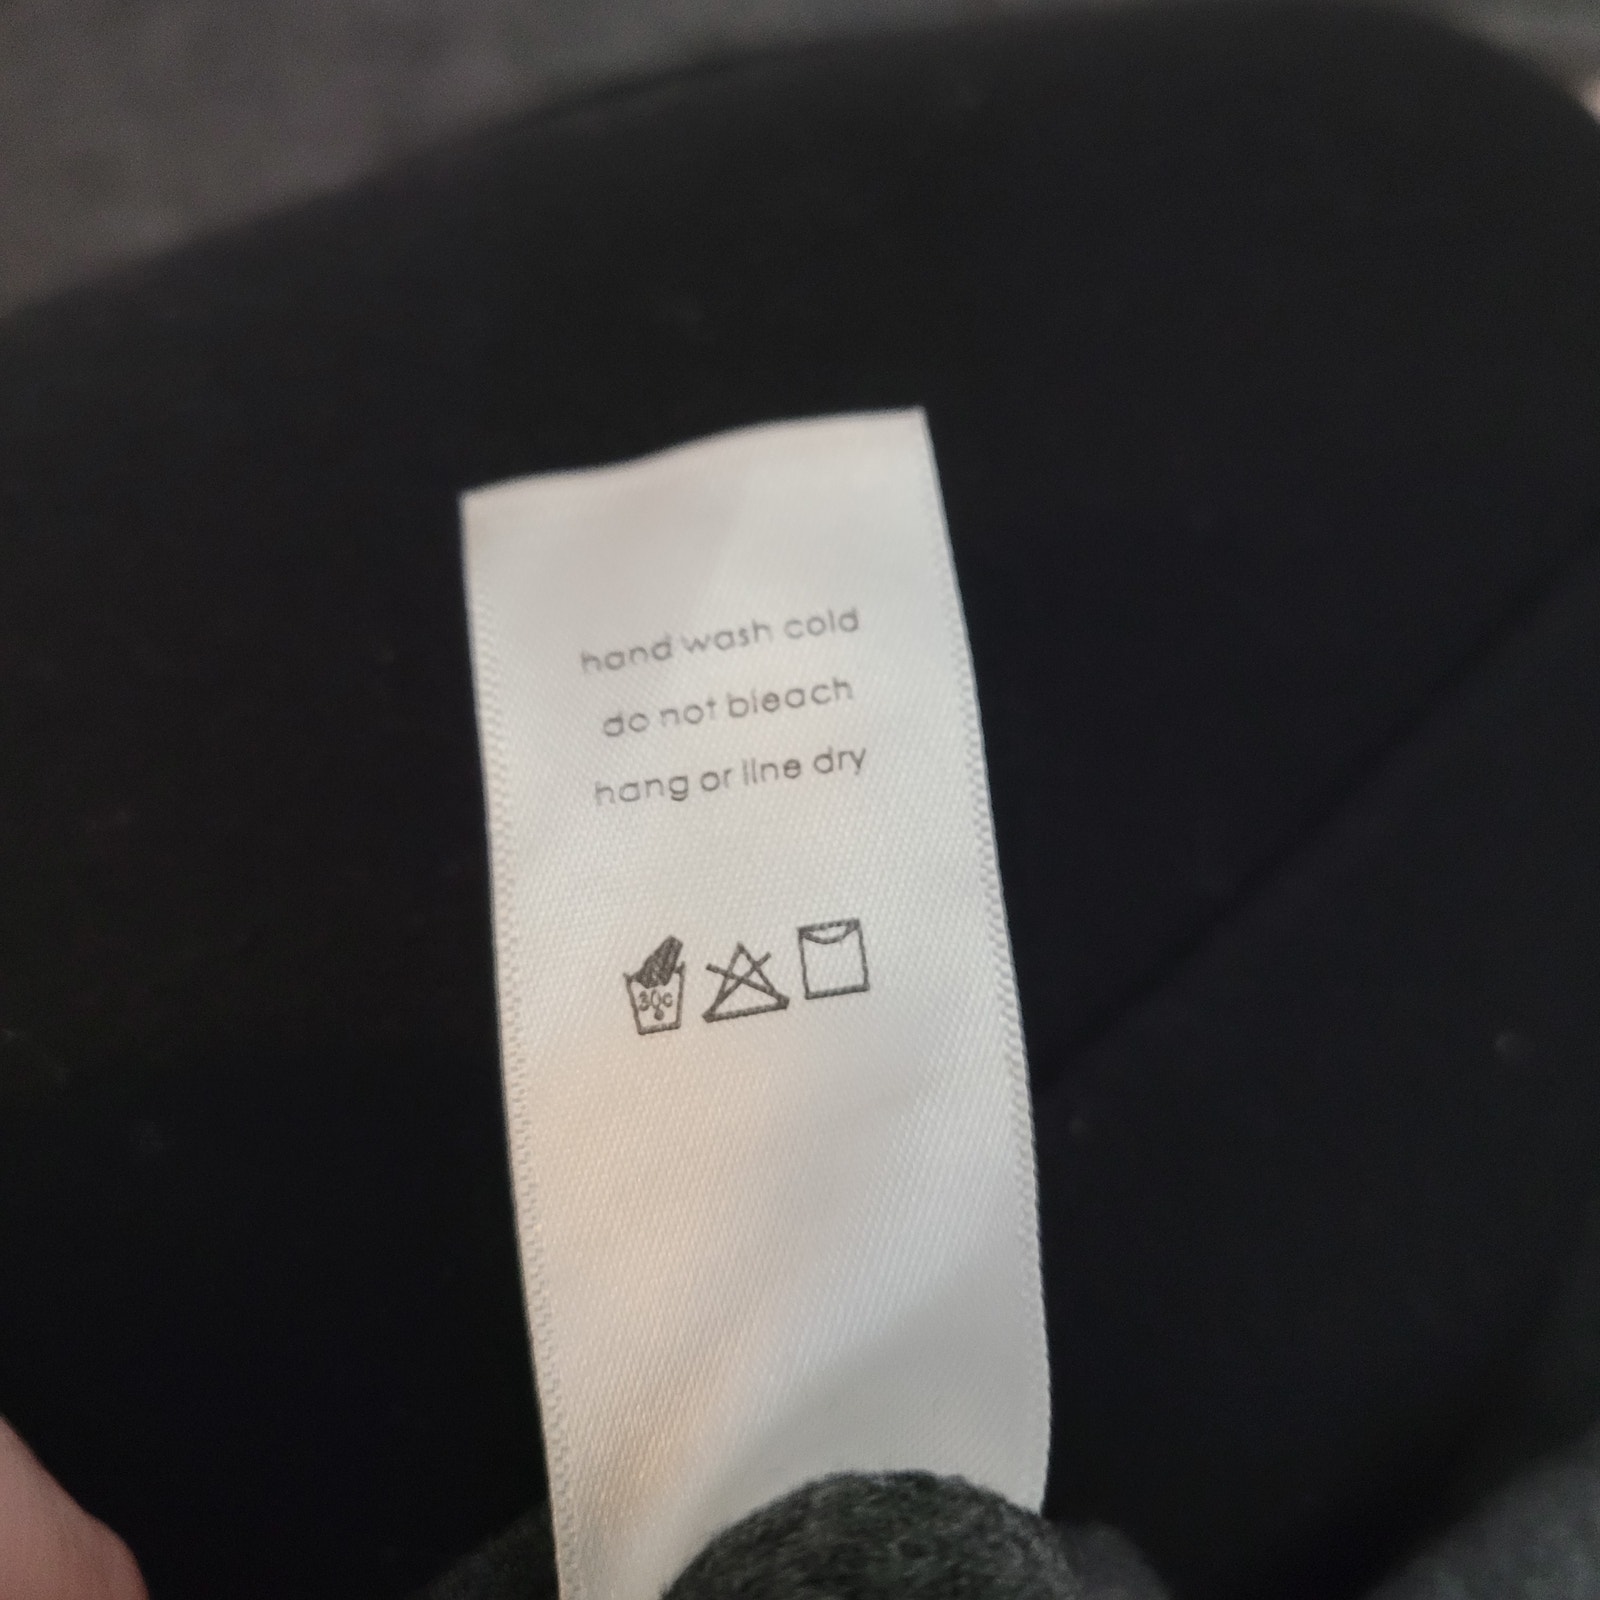 hand wash cold
do not bleach
hang or line dry
30c